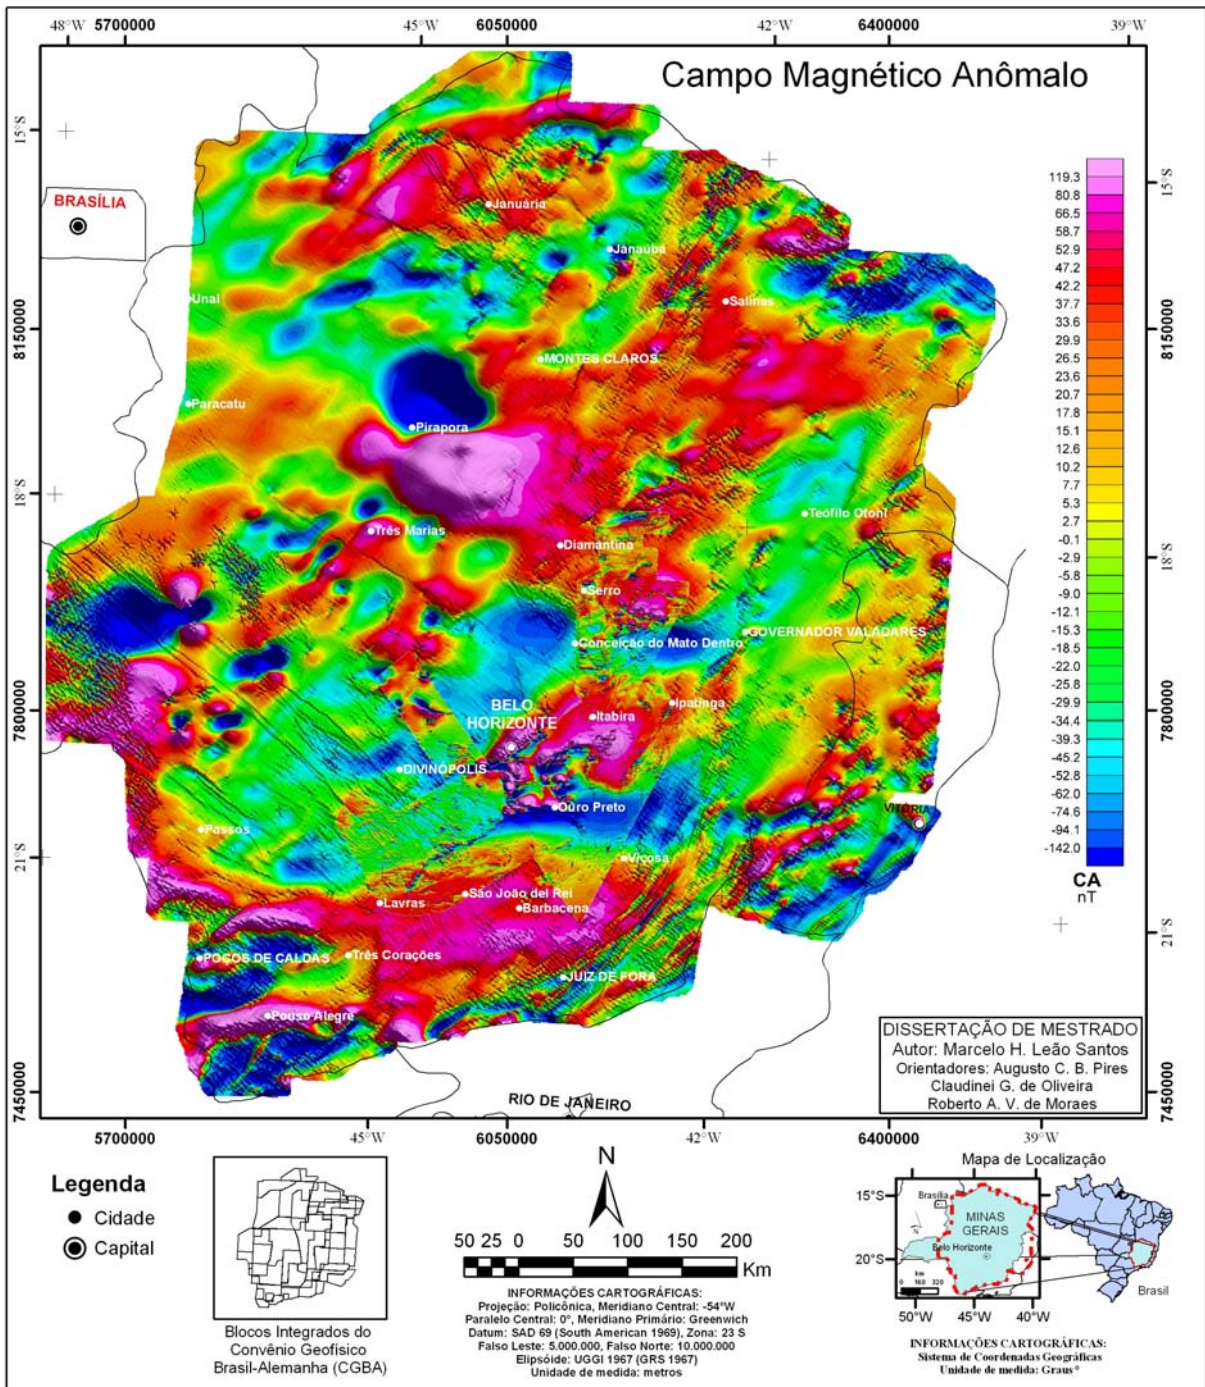 48°W 5700000 45°W 6050000 42°W 6400000 39°W
Campo Magnético Anômalo
15°S
BRASÍLIA
Unaí
8150000
Paracatu
18°S
7800000
21°S
7450000
Januária
Janaúba
Salinas
MONTES CLAROS
Pirapora
Teófilo Otoni
Três Marias
Diamantina
Serro
Conceição do Mato Dentro
GOVERNADOR VALADARES
BELO
HORIZONTE
Itabira
Ipatinga
DIVINÓPOLIS
Ouro Preto
VITÓRIA
Passos
Viçosa
São João del Rei
Lavras
Barbacena
POÇOS DE CALDAS
Três Corações
JUIZ DE FORA
Pouso Alegre
RIO DE JANEIRO
119.3
80.8
66.5
58.7
52.9
47.2
42.2
37.7
33.6
29.9
26.5
23.6
20.7
17.8
15.1
12.6
10.2
7.7
5.3
2.7
-0.1
-2.9
-5.8
-9.0
-12.1
-15.3
-18.5
-22.0
-25.8
-29.9
-34.4
-39.3
-45.2
-52.8
-62.0
-74.6
-94.1
-142.0
CA
nT
15°S
8150000
18°S
7800000
21°S
7450000
DISSERTAÇÃO DE MESTRADO
Autor: Marcelo H. Leão Santos
Orientadores: Augusto C. B. Pires
Claudinei G. de Oliveira
Roberto A. V. de Moraes
5700000 45°W 6050000 42°W 6400000 39°W
Legenda
Cidade
Capital
Blocos Integrados do
Convênio Geofísico
Brasil-Alemanha (CGBA)
N
50 25 0 50 100 150 200
Km
INFORMAÇÕES CARTOGRÁFICAS:
Projeção: Policônica, Meridiano Central: -54°W
Paralelo Central: 0°, Meridiano Primário: Greenwich
Datum: SAD 69 (South American 1969), Zona: 23 S
Falso Leste: 5.000.000, Falso Norte: 10.000.000
Elipsóide: UGGI 1967 (GRS 1967)
Unidade de medida: metros
Mapa de Localização
15°S
20°S
Brasília
MINAS
GERAIS
Belo Horizonte
N
km
0 160 320
50°W 45°W 40°W
Brasil
INFORMAÇÕES CARTOGRÁFICAS:
Sistema de Coordenadas Geográficas
Unidade de medida: Graus°